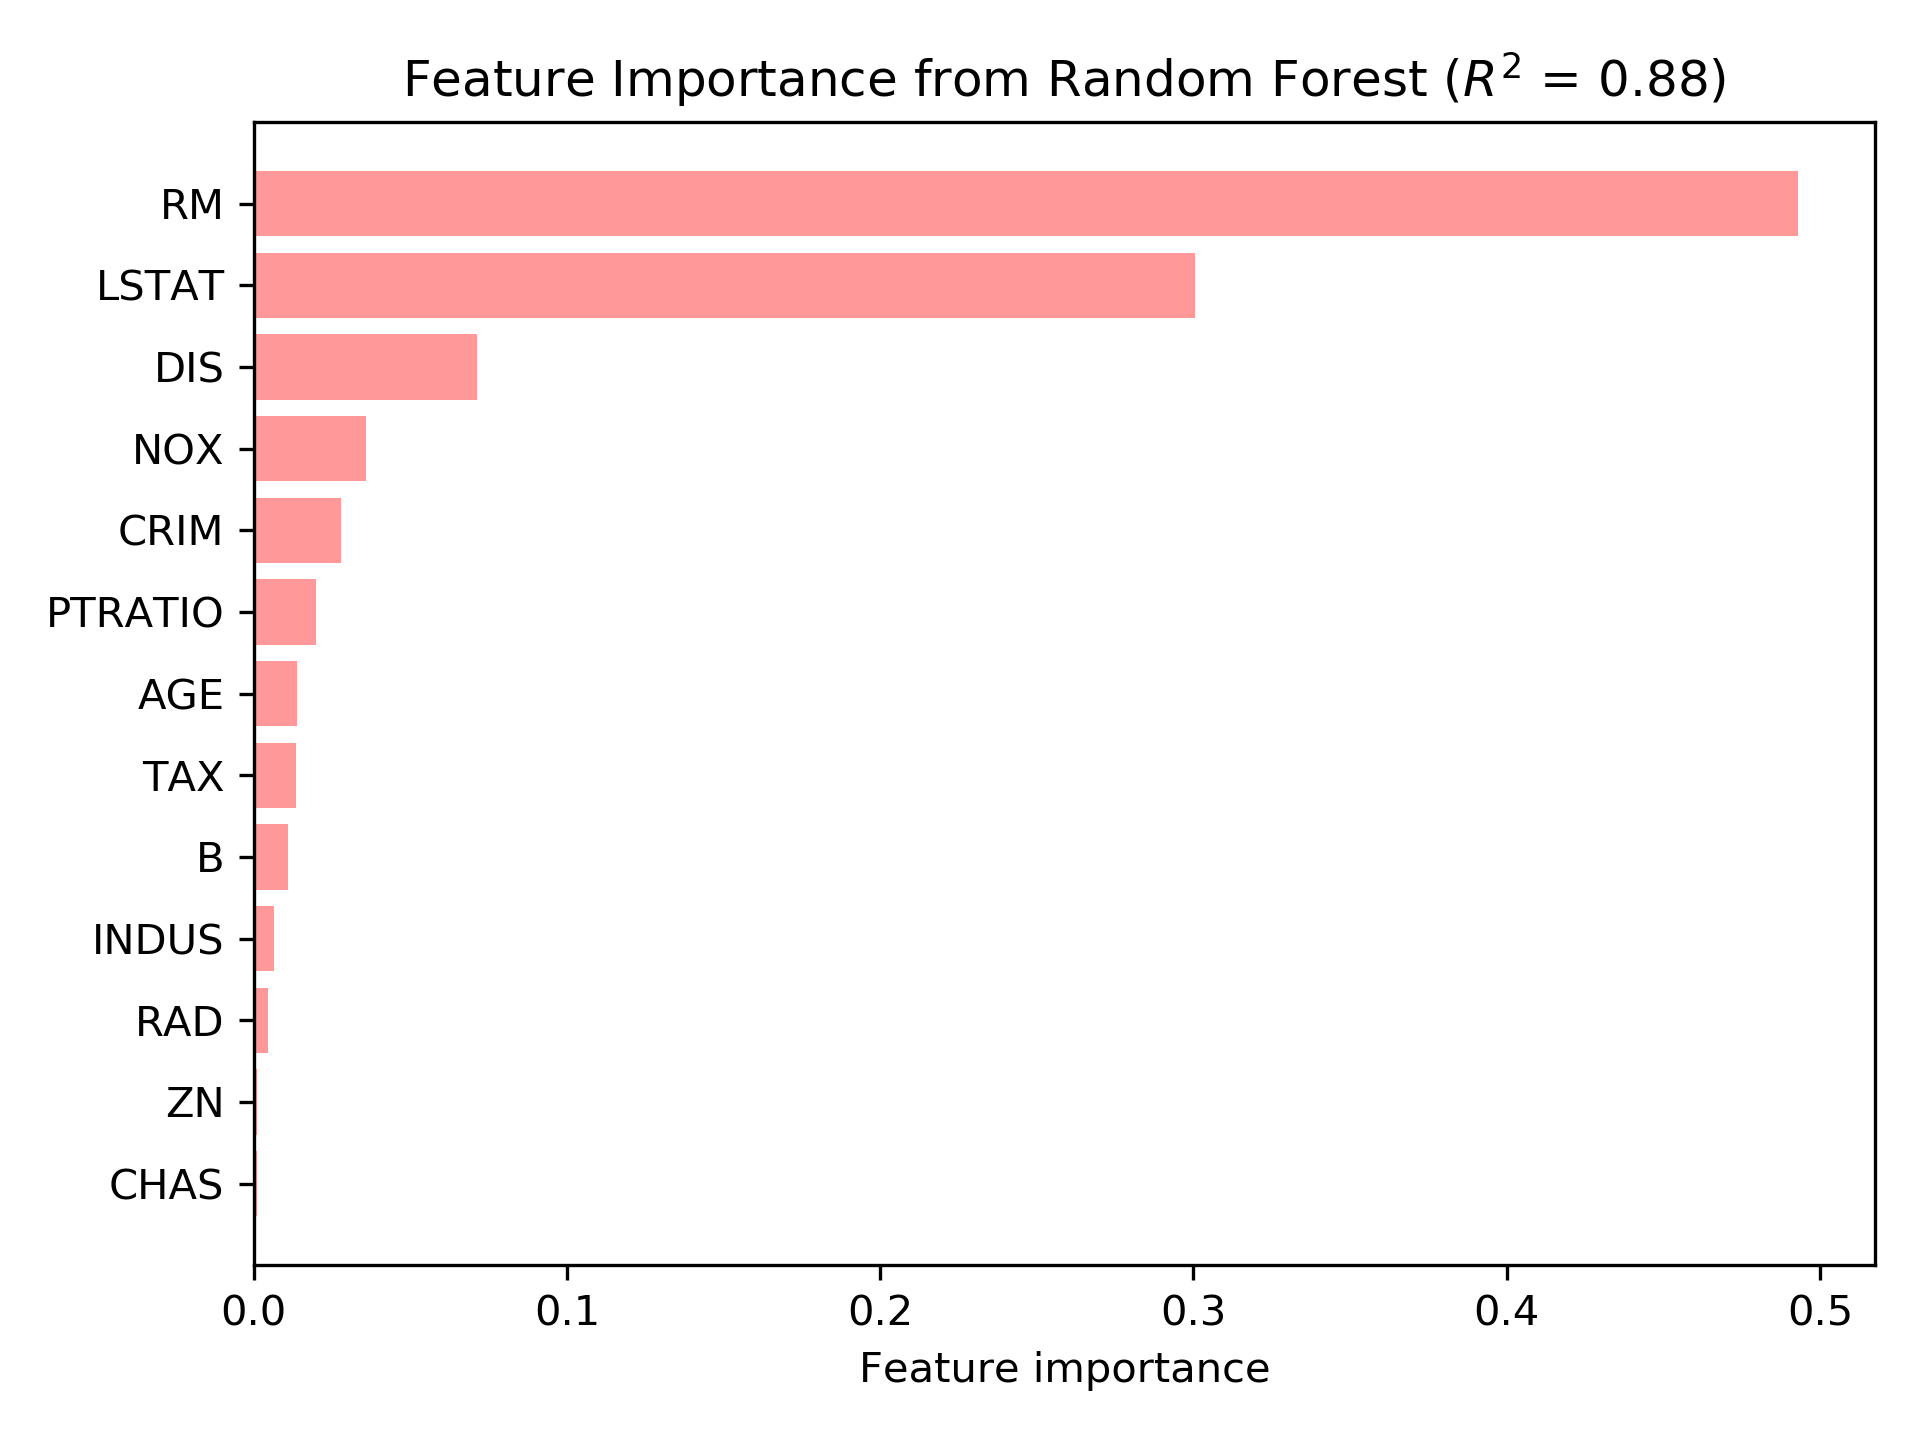 Feature Importance from Random Forest (R² = 0.88)
RM
LSTAT
DIS
NOX
CRIM
PTRATIO
AGE
TAX
B
INDUS
RAD
ZN
CHAS
0.0 0.1 0.2 0.3 0.4 0.5
Feature importance